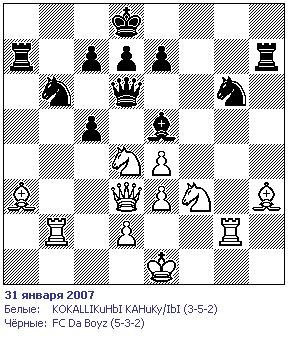 31 января 2007
Белые: KOKALLIKuHbI KAHuKy/IbI (3-5-2)
Чёрные: FC Da Boyz (5-3-2)